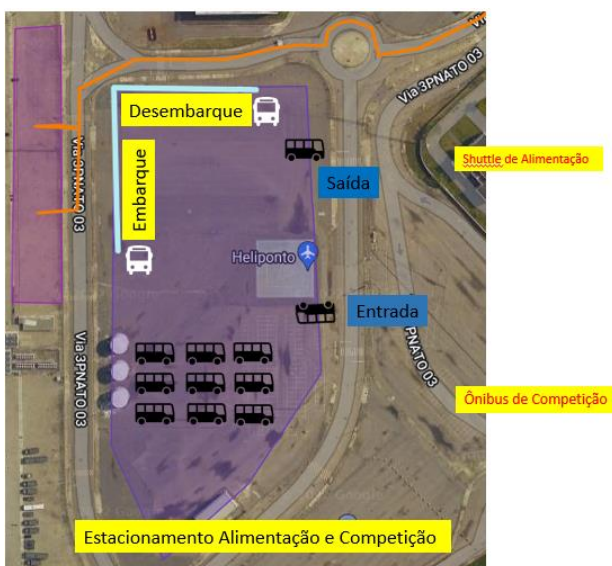 Via 3PNATO 03
Desembarque
Embarque
Saída
Shuttle de Alimentação
Via 3PNATO 03
Heliponto
Entrada
PNATO 03
Via 3PNATO 03
Ônibus de Competição
Estacionamento Alimentação e Competição